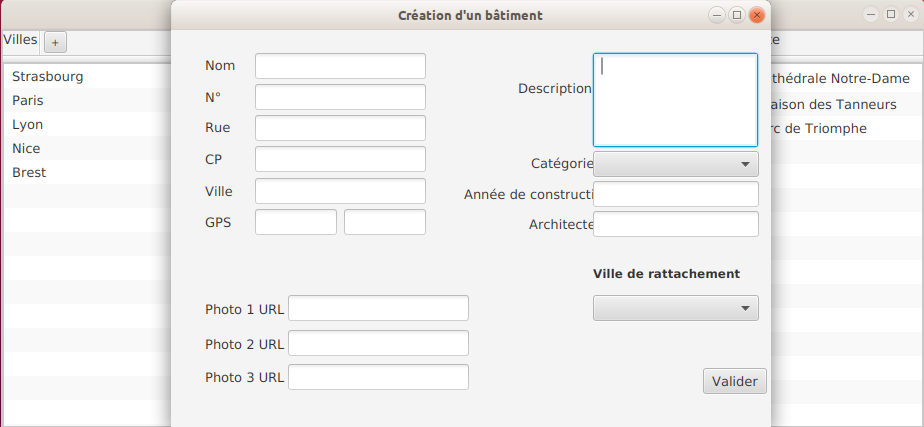 Création d'un bâtiment
Villes
+
Strasbourg
Paris
Lyon
Nice
Brest
Nom
N°
Rue
CP
Ville
GPS
Photo 1 URL
Photo 2 URL
Photo 3 URL
Description
Catégorie
Année de constructi
Architecte
Ville de rattachement
Valider
te
thédrale Notre-Dame
aison des Tanneurs
rc de Triomphe